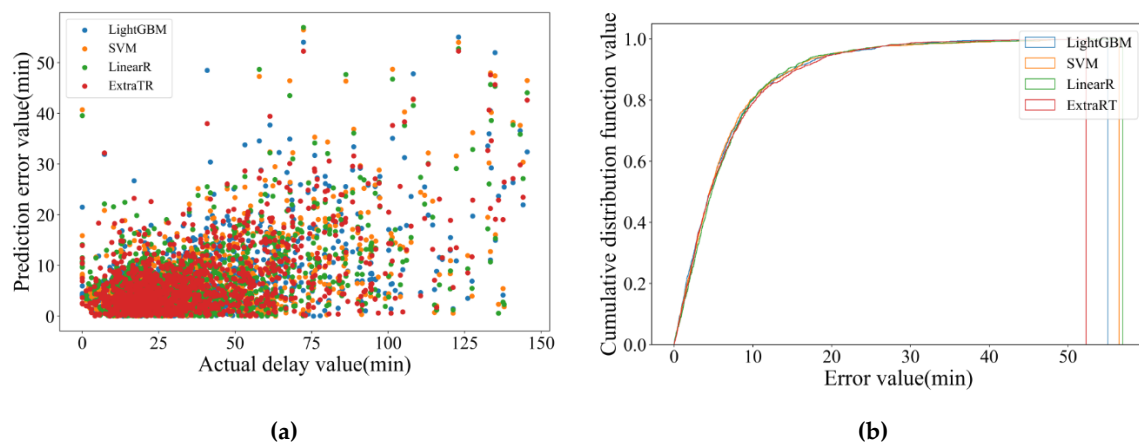 LightGBM
SVM
LinearR
ExtraTR
Prediction error value(min)
50
40
30
20
10
0
0 25 50 75 100 125 150
Actual delay value(min)
(a)
LightGBM
SVM
LinearR
ExtraRT
Cumulative distribution function value
1.0
0.8
0.6
0.4
0.2
0.0
0 10 20 30 40 50
Error value(min)
(b)